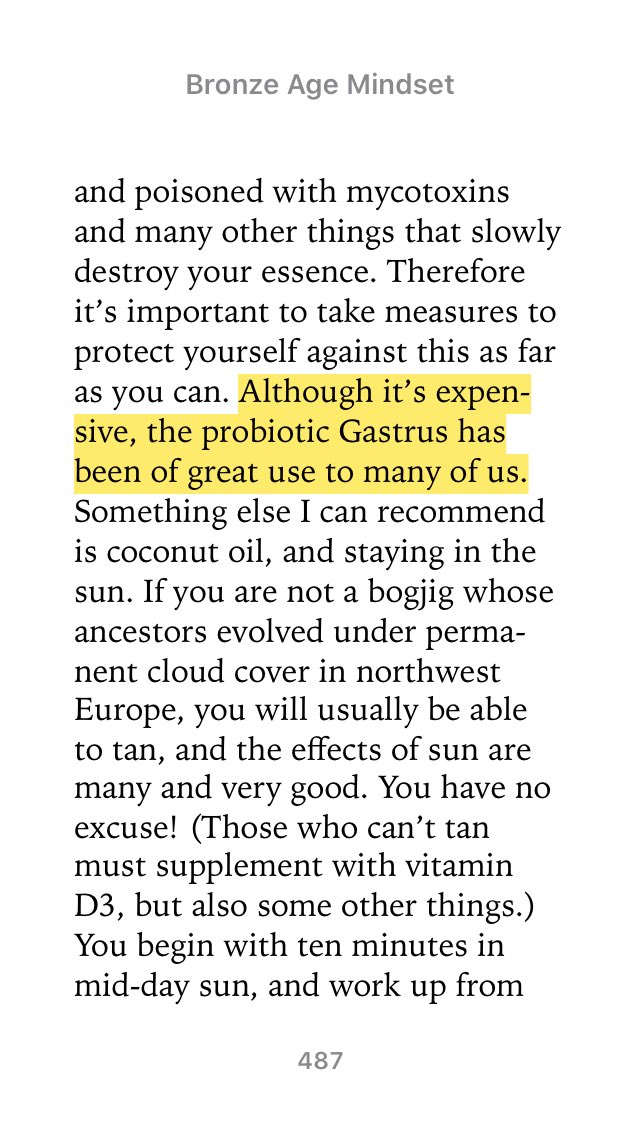 Bronze Age Mindset
and poisoned with mycotoxins
and many other things that slowly
destroy your essence. Therefore
it’s important to take measures to
protect yourself against this as far
as you can. Although it’s expen-
sive, the probiotic Gastrus has
been of great use to many of us.
Something else I can recommend
is coconut oil, and staying in the
sun. If you are not a bogjig whose
ancestors evolved under perma-
nent cloud cover in northwest
Europe, you will usually be able
to tan, and the effects of sun are
many and very good. You have no
excuse! (Those who can’t tan
must supplement with vitamin
D3, but also some other things.)
You begin with ten minutes in
mid-day sun, and work up from
487